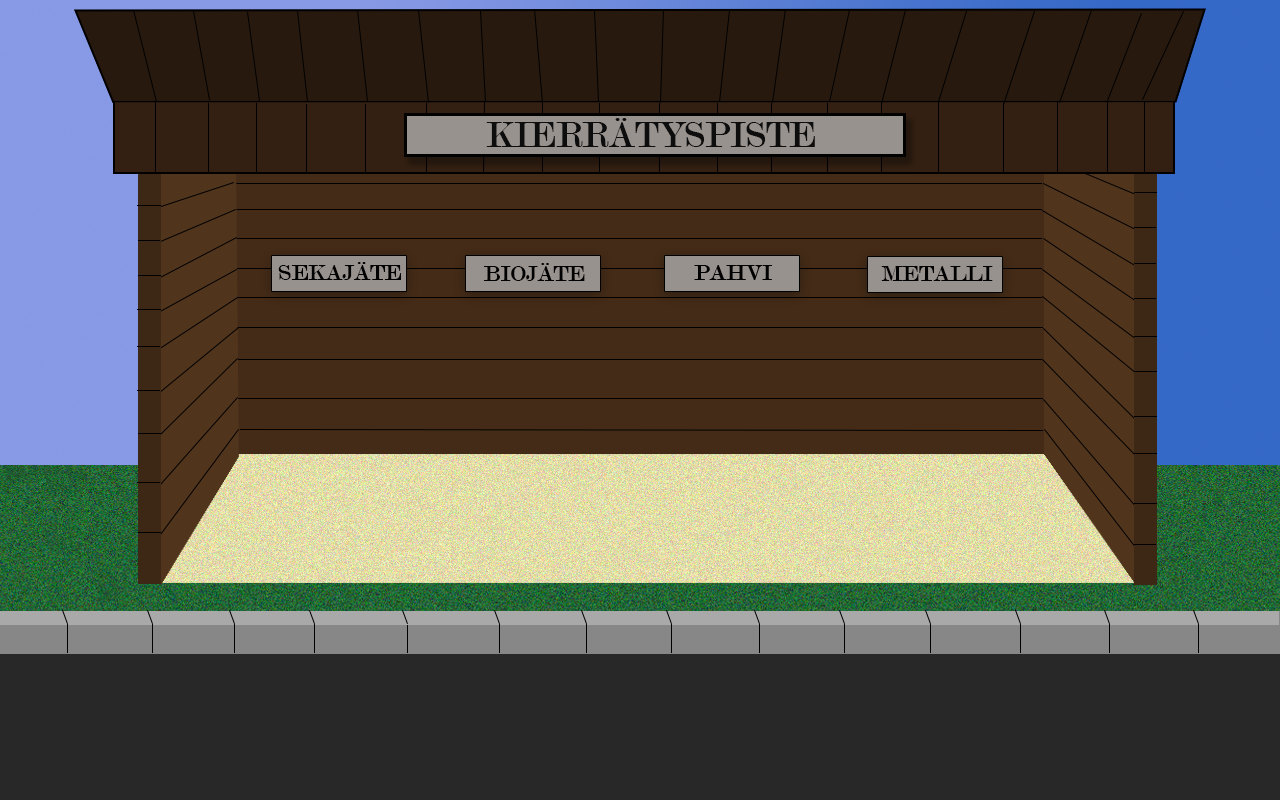 KIERRÄTYSPISTE
SEKAJÄTE
BIOJÄTE
PAHVI
METALLI